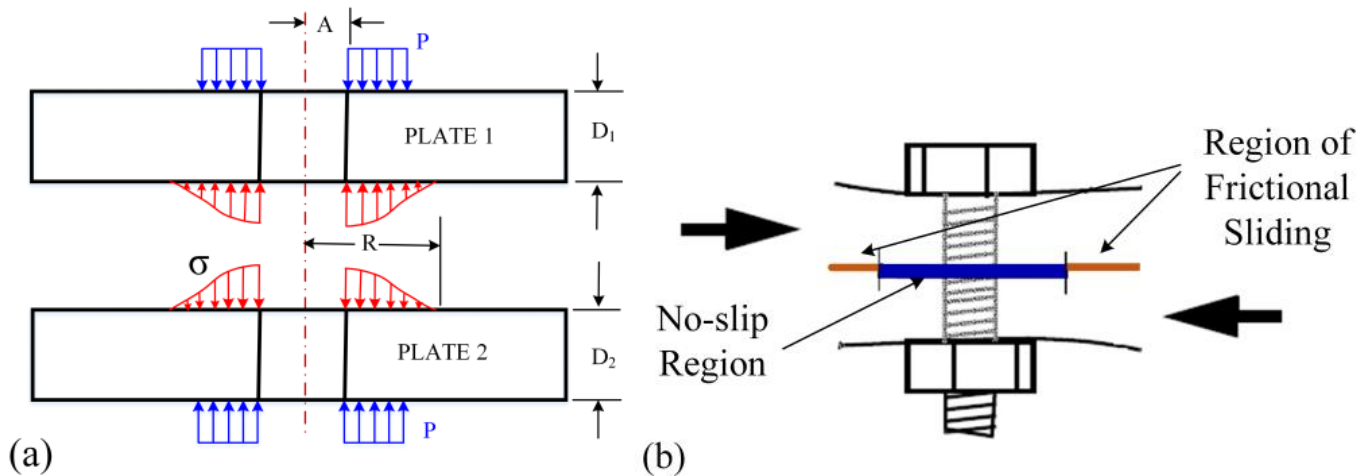 A
P
PLATE 1
D₁
R
σ
PLATE 2
D₂
P
(a)
Region of
Frictional
Sliding
No-slip
Region
(b)